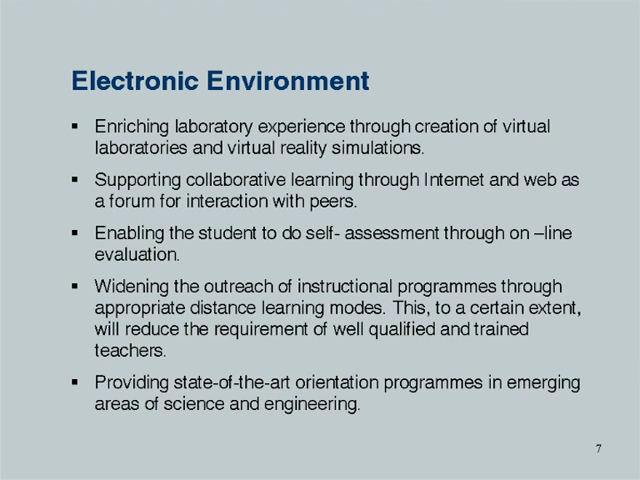 Electronic Environment
▪ Enriching laboratory experience through creation of virtual
laboratories and virtual reality simulations.
▪ Supporting collaborative learning through Internet and web as
a forum for interaction with peers.
▪ Enabling the student to do self- assessment through on –line
evaluation.
▪ Widening the outreach of instructional programmes through
appropriate distance learning modes. This, to a certain extent,
will reduce the requirement of well qualified and trained
teachers.
▪ Providing state-of-the-art orientation programmes in emerging
areas of science and engineering.
7